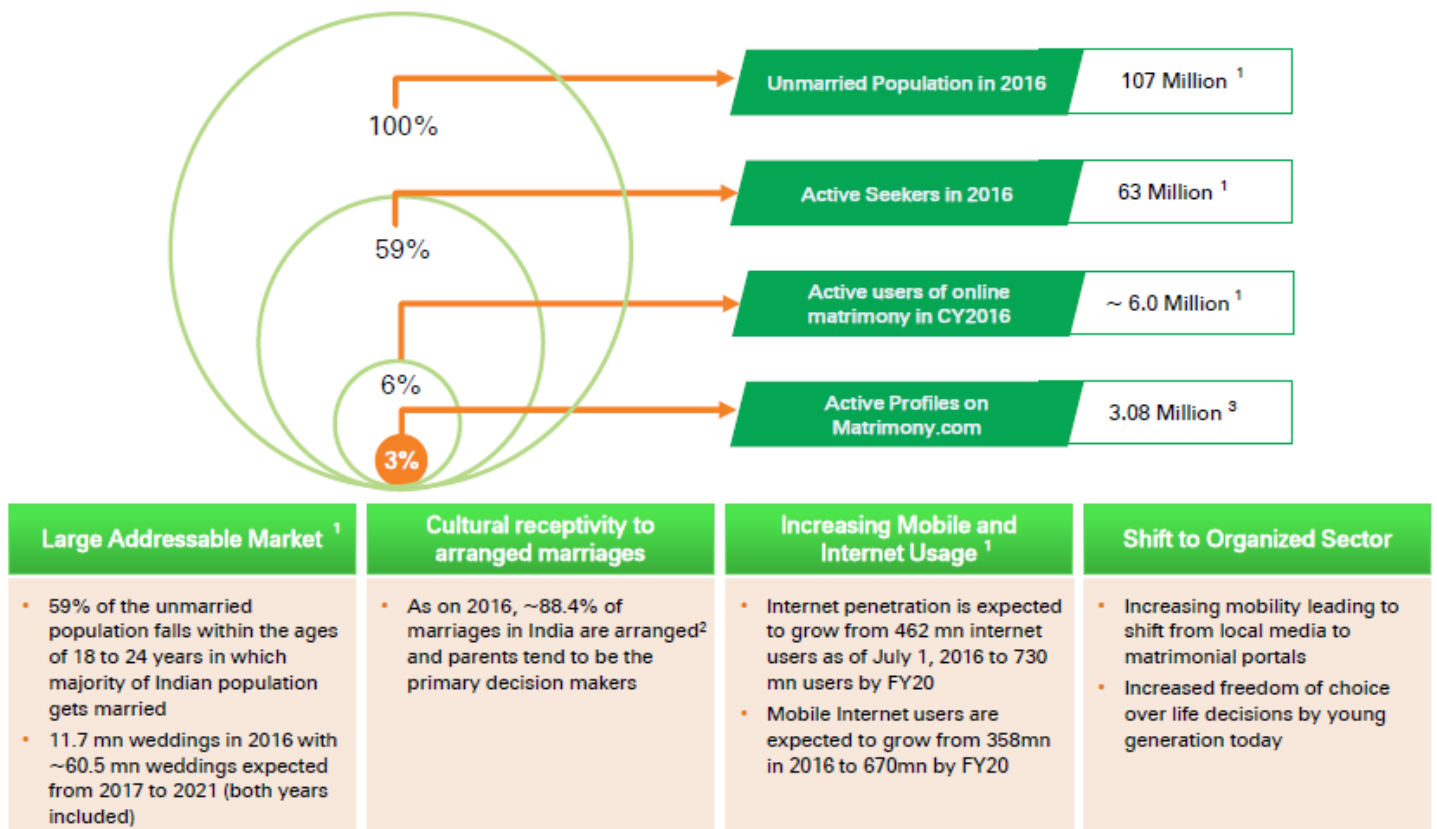 100%
Unmarried Population in 2016
107 Million 1
59%
Active Seekers in 2016
63 Million 1
6%
Active users of online
matrimony in CY2016
~ 6.0 Million 1
3%
Active Profiles on
Matrimony.com
3.08 Million 3
Large Addressable Market 1
• 59% of the unmarried
population falls within the ages
of 18 to 24 years in which
majority of Indian population
gets married
• 11.7 mn weddings in 2016 with
~60.5 mn weddings expected
from 2017 to 2021 (both years
included)
Cultural receptivity to
arranged marriages
• As on 2016, ~88.4% of
marriages in India are arranged2
and parents tend to be the
primary decision makers
Increasing Mobile and
Internet Usage 1
• Internet penetration is expected
to grow from 462 mn internet
users as of July 1, 2016 to 730
mn users by FY20
• Mobile Internet users are
expected to grow from 358mn
in 2016 to 670mn by FY20
Shift to Organized Sector
• Increasing mobility leading to
shift from local media to
matrimonial portals
• Increased freedom of choice
over life decisions by young
generation today